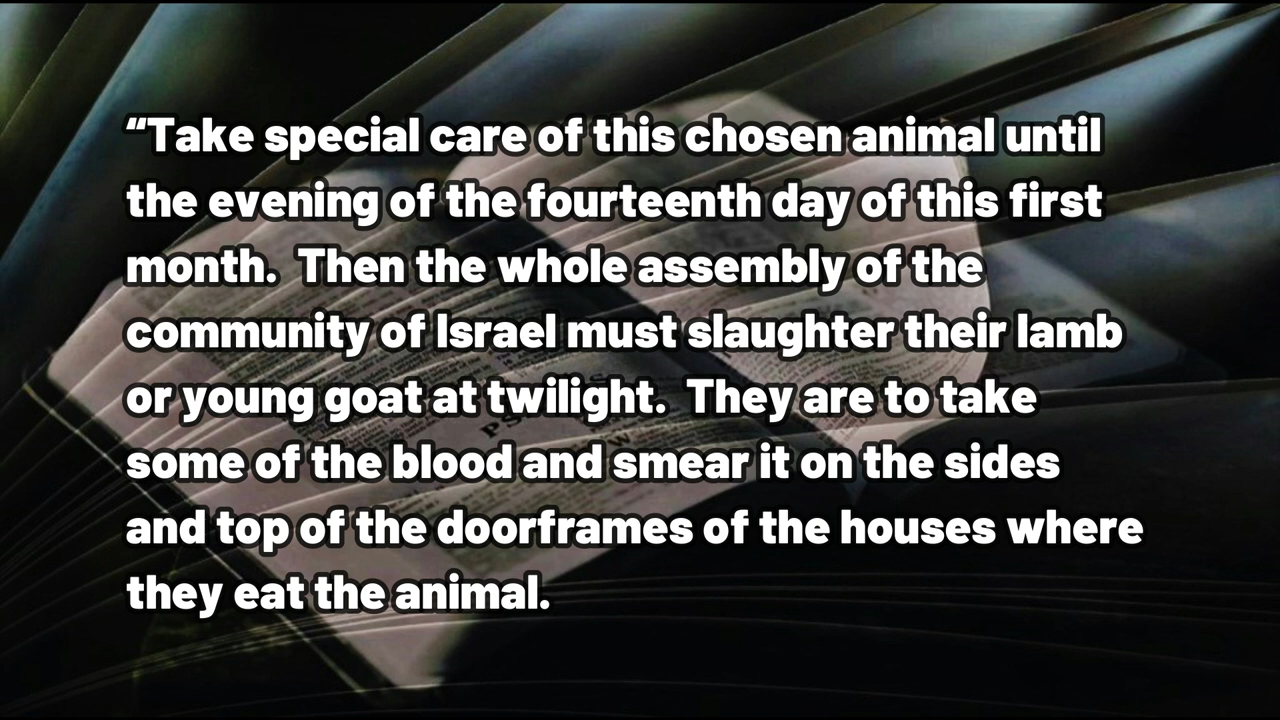 “Take special care of this chosen animal until
the evening of the fourteenth day of this first
month.  Then the whole assembly of the
community of Israel must slaughter their lamb
or young goat at twilight.  They are to take
some of the blood and smear it on the sides
and top of the doorframes of the houses where
they eat the animal.